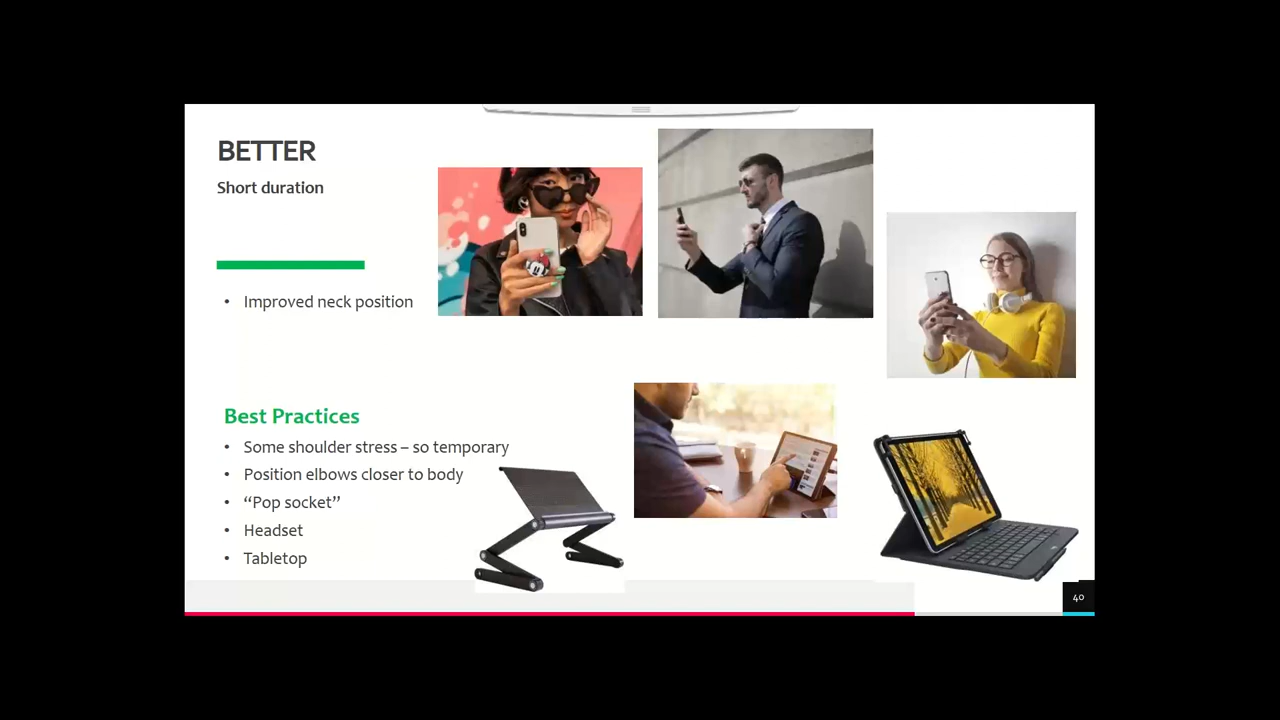 BETTER
Short duration
• Improved neck position
Best Practices
• Some shoulder stress – so temporary
• Position elbows closer to body
• “Pop socket”
• Headset
• Tabletop
40